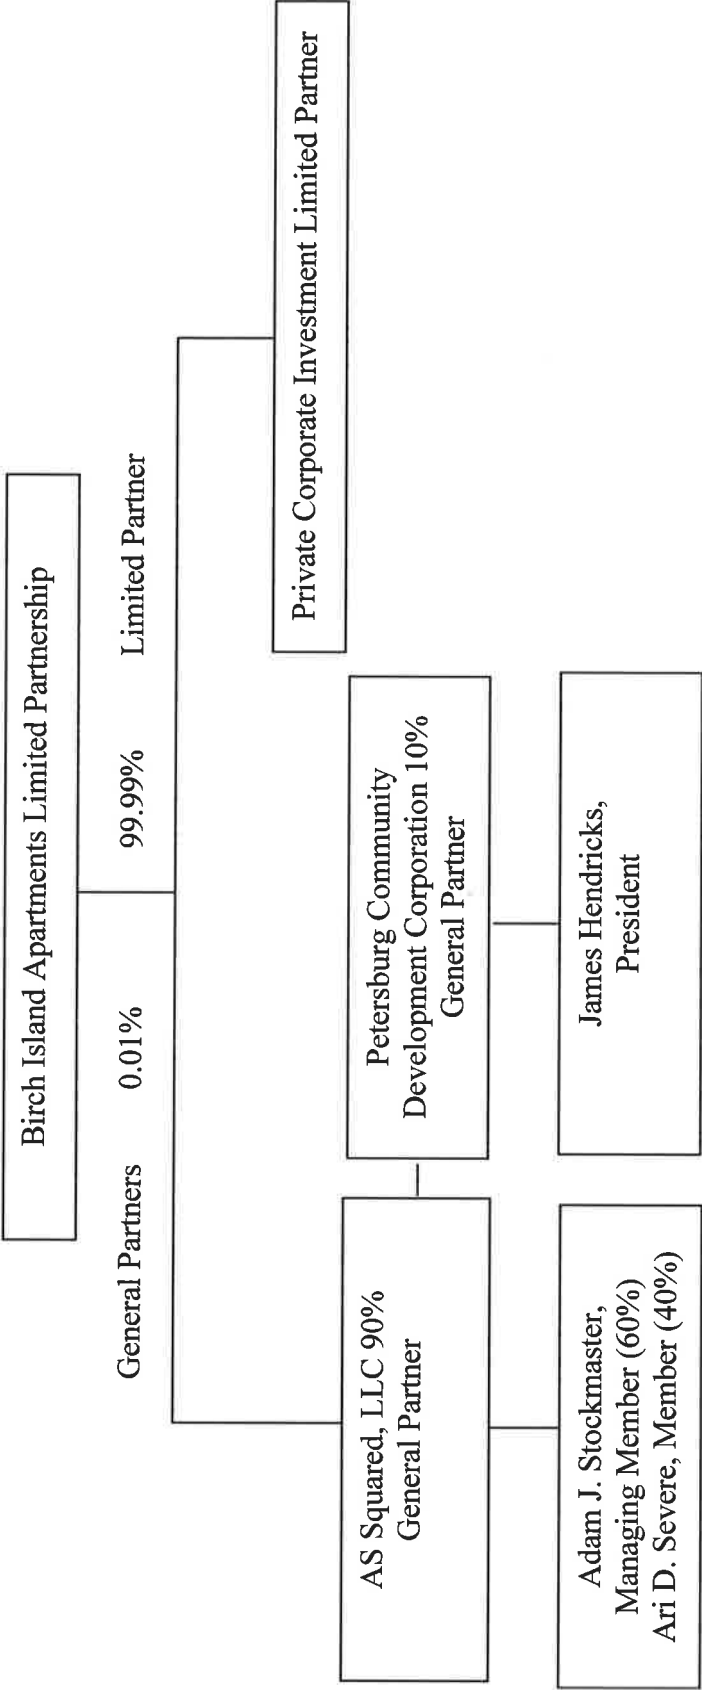 Birch Island Apartments Limited Partnership
General Partners 0.01% 99.99% Limited Partner
Private Corporate Investment Limited Partner
AS Squared, LLC 90%
General Partner
Petersburg Community
Development Corporation 10%
General Partner
Adam J. Stockmaster,
Managing Member (60%)
Ari D. Severe, Member (40%)
James Hendricks,
President